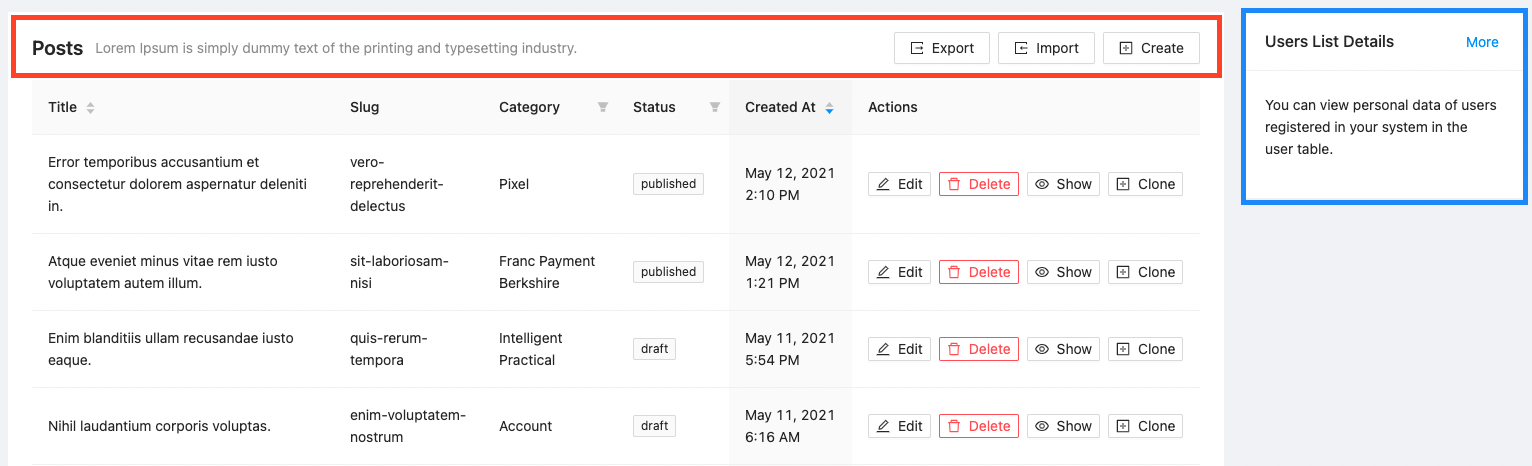 Posts Lorem Ipsum is simply dummy text of the printing and typesetting industry. Export Import Create
Title Slug Category Status Created At Actions
Error temporibus accusantium et
consectetur dolorem aspernatur deleniti
in.
vero-
reprehenderit-
delectus
Pixel
published
May 12, 2021
2:10 PM
Edit Delete Show Clone
Atque eveniet minus vitae rem iusto
voluptatem autem illum.
sit-laboriosam-
nisi
Franc Payment
Berkshire
published
May 12, 2021
1:21 PM
Edit Delete Show Clone
Enim blanditiis ullam recusandae iusto
eaque.
quis-rerum-
tempora
Intelligent
Practical
draft
May 11, 2021
5:54 PM
Edit Delete Show Clone
Nihil laudantium corporis voluptas.
enim-voluptatem-
nostrum
Account
draft
May 11, 2021
6:16 AM
Edit Delete Show Clone
Users List Details More
You can view personal data of users
registered in your system in the
user table.